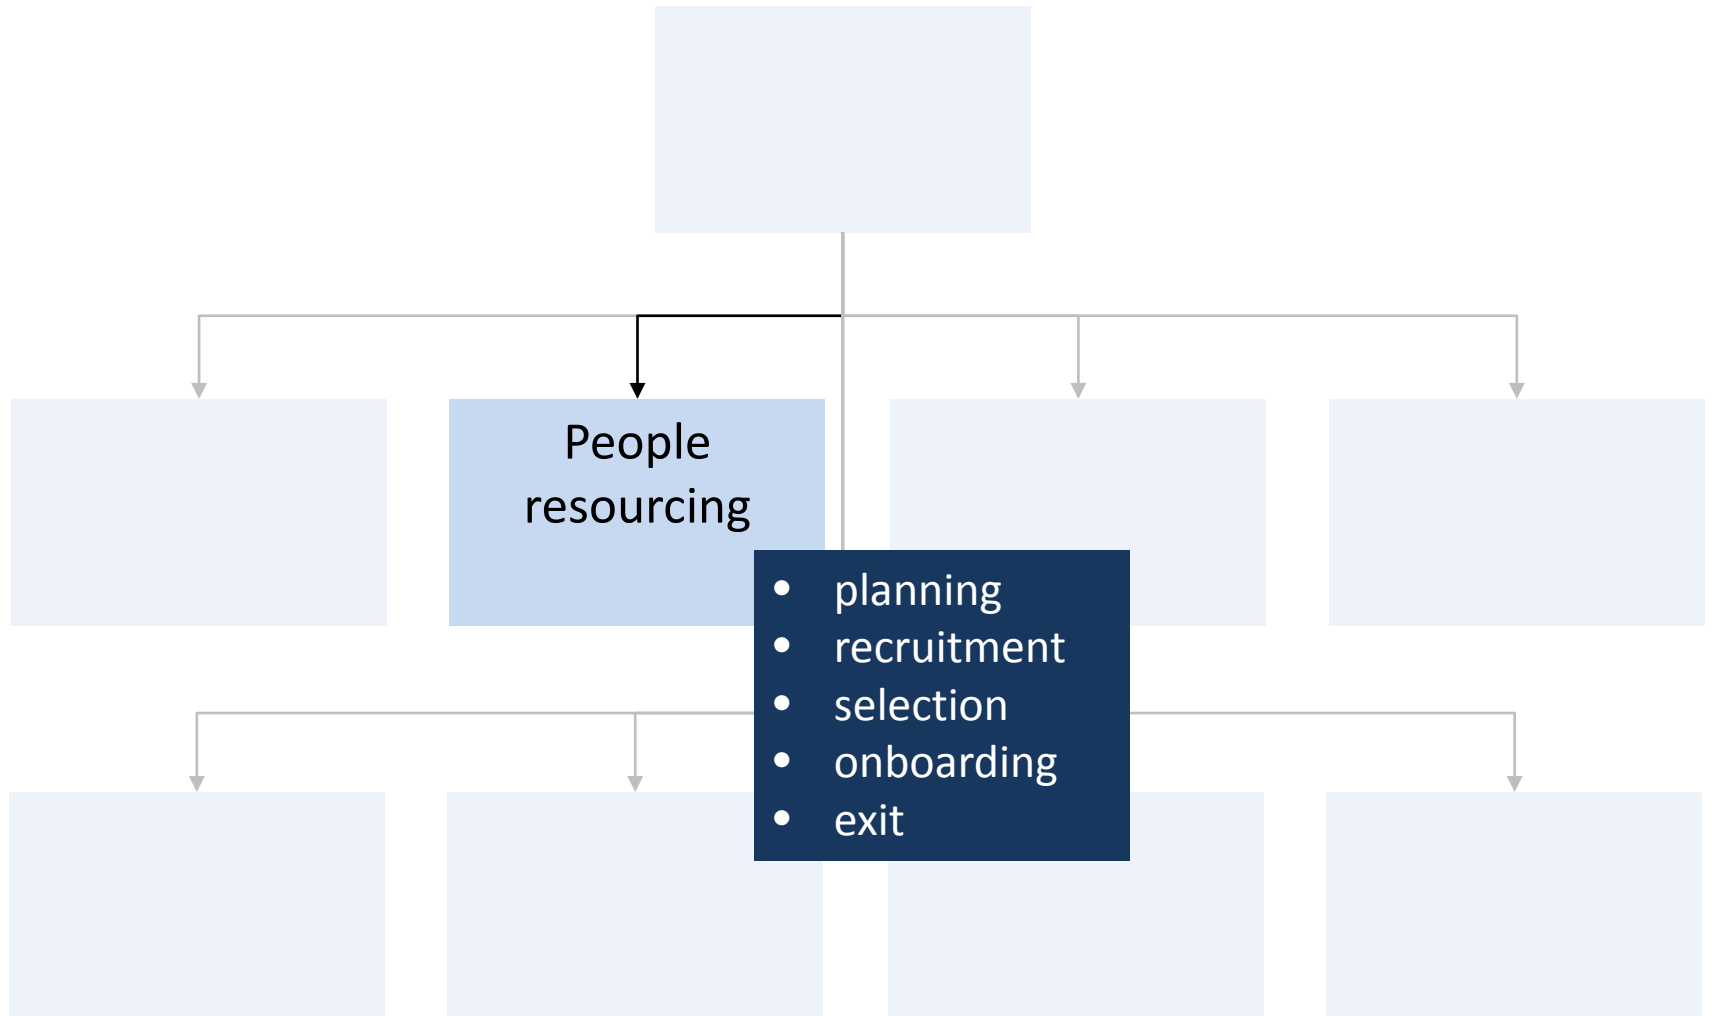 People
resourcing
• planning
• recruitment
• selection
• onboarding
• exit